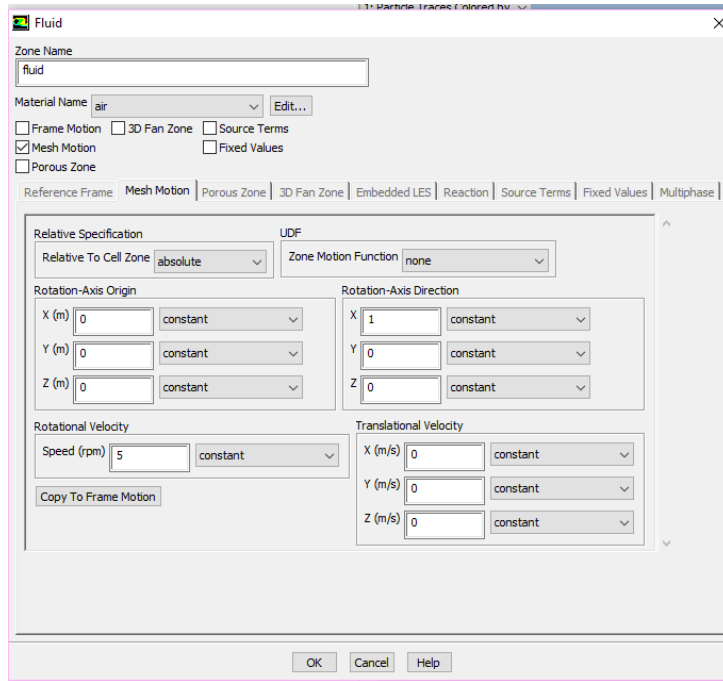 1: Particle Traces Colored by
Fluid
Zone Name
fluid
Material Name air Edit...
Frame Motion 3D Fan Zone Source Terms
Mesh Motion Fixed Values
Porous Zone
Reference Frame Mesh Motion Porous Zone 3D Fan Zone Embedded LES Reaction Source Terms Fixed Values Multiphase
Relative Specification UDF
Relative To Cell Zone absolute Zone Motion Function none
Rotation-Axis Origin Rotation-Axis Direction
X (m) 0 constant X 1 constant
Y (m) 0 constant Y 0 constant
Z (m) 0 constant Z 0 constant
Rotational Velocity Translational Velocity
Speed (rpm) 5 constant X (m/s) 0 constant
Copy To Frame Motion Y (m/s) 0 constant
Z (m/s) 0 constant
OK Cancel Help